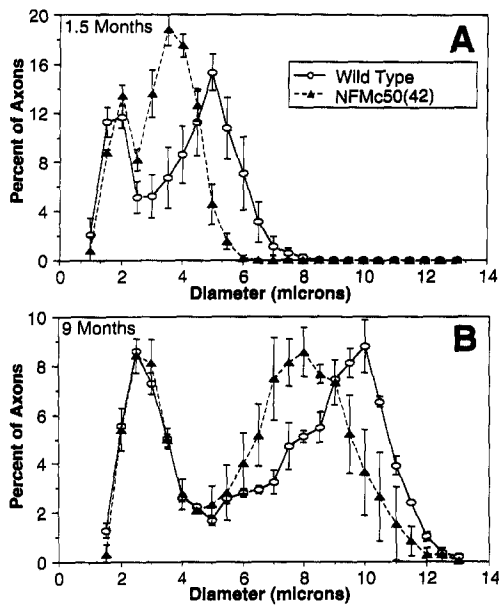 1.5 Months
A
Wild Type
NFMc50(42)
Percent of Axons
20
16
12
8
4
0
0 2 4 6 8 10 12 14
Diameter (microns)
9 Months
B
Percent of Axons
10
8
6
4
2
0
0 2 4 6 8 10 12 14
Diameter (microns)